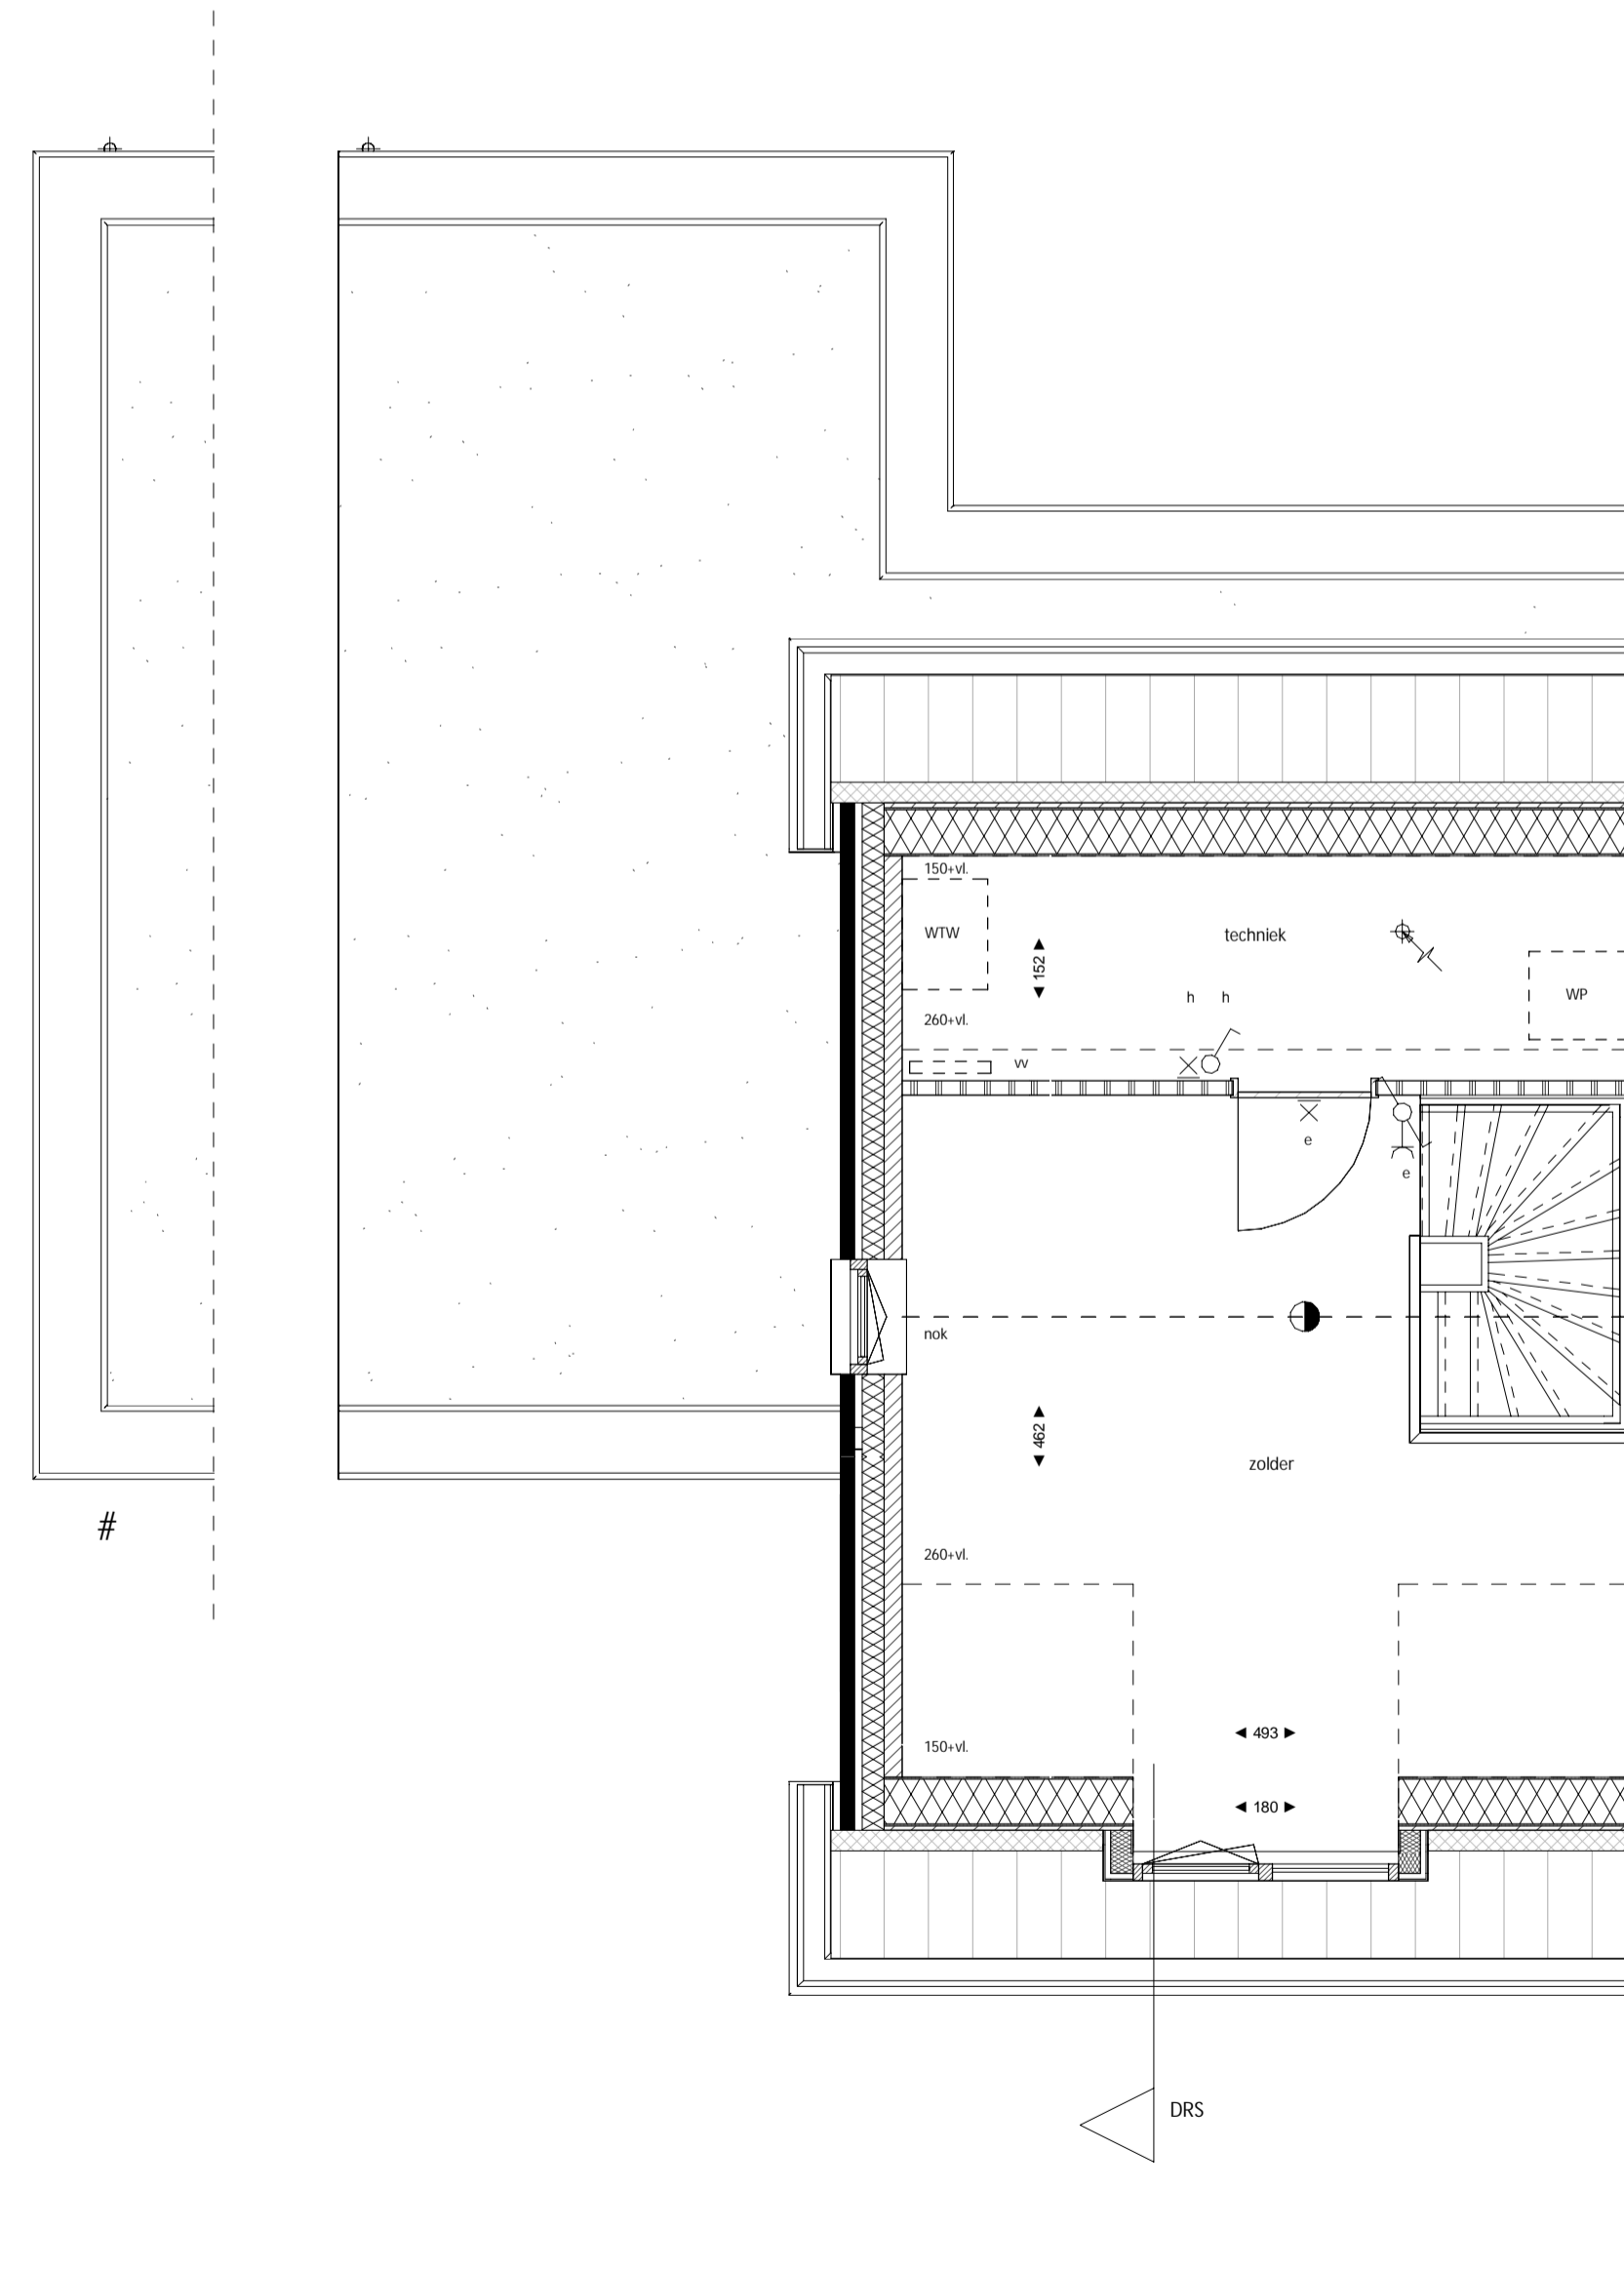 150+vl.
WTW
techniek
152
h h
WP
260+vl.
vv
e
e
nok
462
zolder
260+vl.
493
150+vl.
180
#
DRS